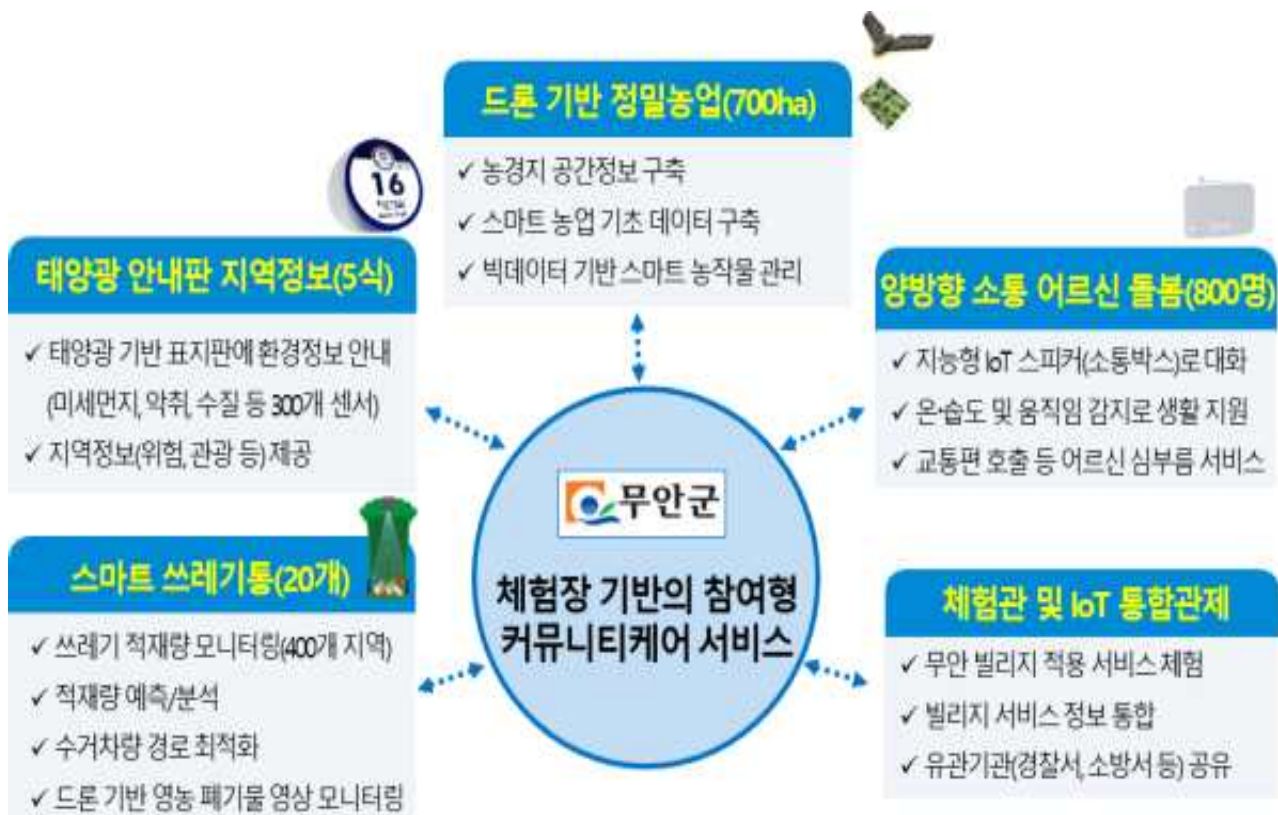 드론 기반 정밀농업(700ha)
✓ 농경지 공간정보 구축
✓ 스마트 농업 기초 데이터 구축
✓ 빅데이터 기반 스마트 농작물 관리
16
태양광 안내판 지역정보(5식)
✓ 태양광 기반 표지판에 환경정보 안내
(미세먼지, 악취, 수질 등 300개 센서)
✓ 지역정보(위험, 관광 등) 제공
양방향 소통 어르신 돌봄(800명)
✓ 지능형 IoT 스피커(소통박스)로 대화
✓ 온·습도 및 움직임 감지로 생활 지원
✓ 교통편 호출 등 어르신 심부름 서비스
무안군
체험장 기반의 참여형
커뮤니티케어 서비스
스마트 쓰레기통(20개)
✓ 쓰레기 적재량 모니터링(400개 지역)
✓ 적재량 예측/분석
✓ 수거차량 경로 최적화
✓ 드론 기반 영농 폐기물 영상 모니터링
체험관 및 IoT 통합관제
✓ 무안 빌리지 적용 서비스 체험
✓ 빌리지 서비스 정보 통합
✓ 유관기관(경찰서, 소방서 등) 공유